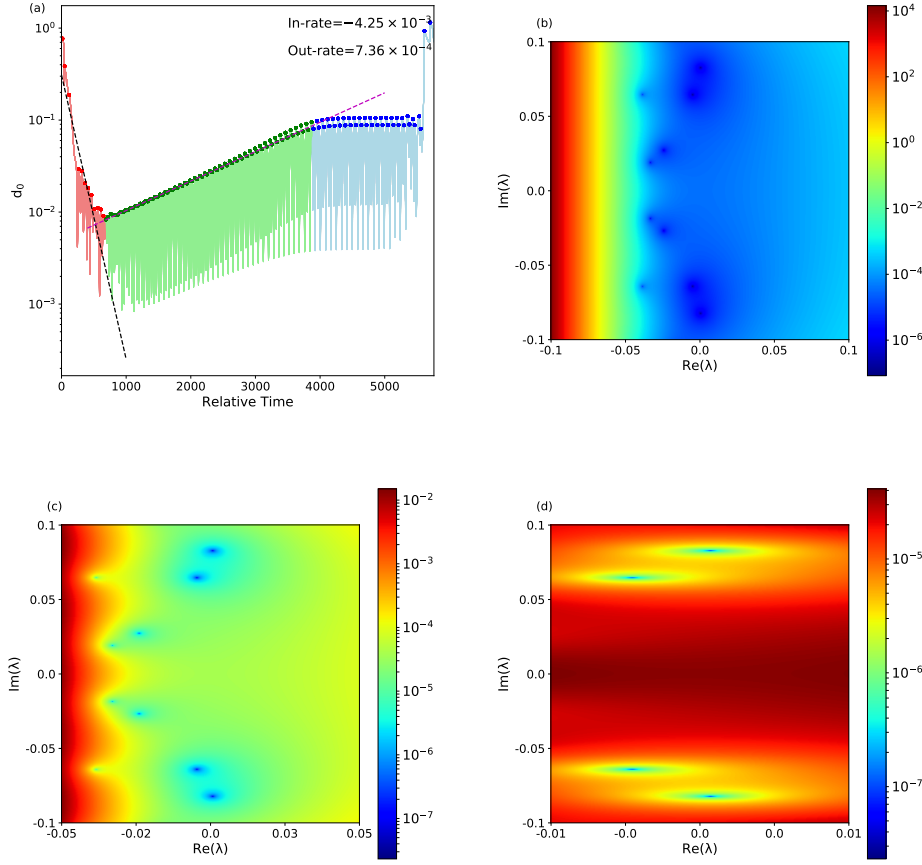 (a)
In-rate=−4.25 × 10⁻³
Out-rate=7.36 × 10⁻⁴
10⁰
10⁻¹
10⁻²
10⁻³
d₀
0 1000 2000 3000 4000 5000
Relative Time
(b)
0.1
0.05
0.0
-0.05
-0.1
Im(λ)
-0.1 -0.05 0.0 0.05 0.1
Re(λ)
10⁴
10²
10⁰
10⁻²
10⁻⁴
10⁻⁶
(c)
0.1
0.05
0.0
-0.05
-0.1
Im(λ)
-0.05 -0.02 0.0 0.03 0.05
Re(λ)
10⁻²
10⁻³
10⁻⁴
10⁻⁵
10⁻⁶
10⁻⁷
(d)
0.1
0.05
0.0
-0.05
-0.1
Im(λ)
-0.01 -0.0 0.0 0.0 0.01
Re(λ)
10⁻⁵
10⁻⁶
10⁻⁷